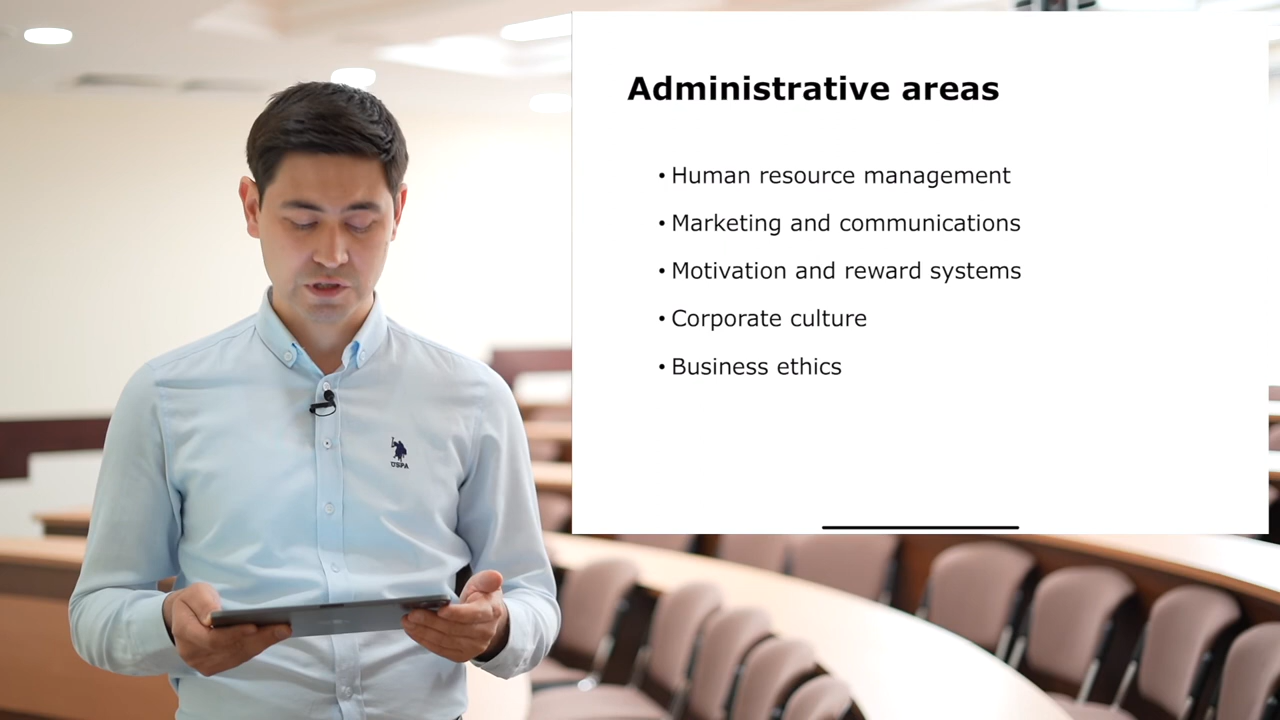 Administrative areas
• Human resource management
• Marketing and communications
• Motivation and reward systems
• Corporate culture
• Business ethics
USPA